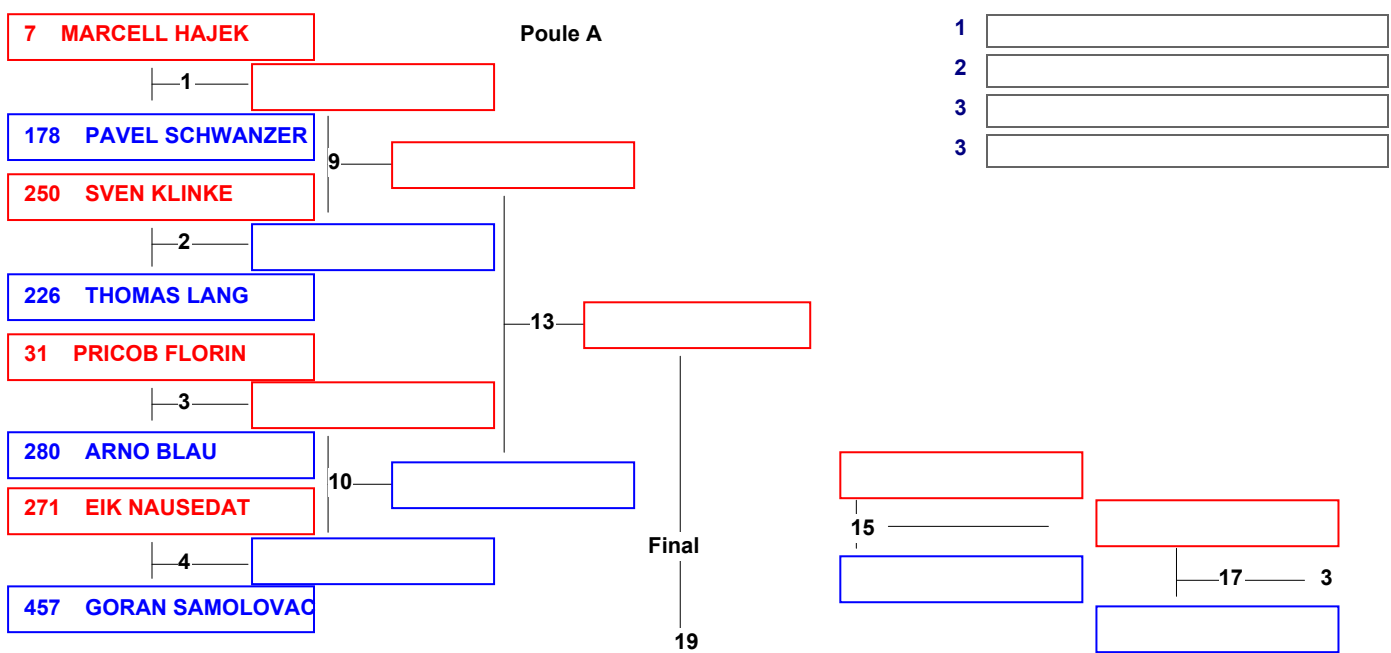 7 MARCELL HAJEK
Poule A
1
1
178 PAVEL SCHWANZER
2
3
3
9
250 SVEN KLINKE
2
226 THOMAS LANG
13
31 PRICOB FLORIN
3
280 ARNO BLAU
10
271 EIK NAUSEDAT
15
Final
4
17 3
457 GORAN SAMOLOVAC
19